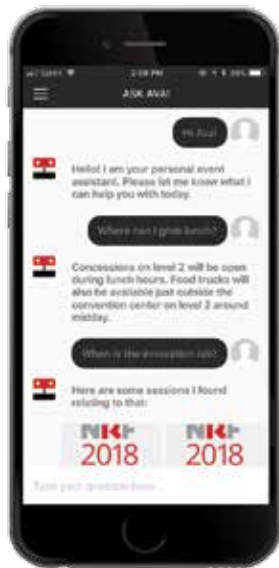 2:08 PM
ASK AVA!
Hi Ava!
Hello! I am your personal event
assistant. Please let me know what I
can help you with today.
Where can I grab lunch?
Concessions on level 2 will be open
during lunch hours. Food trucks will
also be available just outside the
convention center on level 2 around
midday.
When is the
Here are some sessions I found
relating to that:
2018 2018
Type your question here...